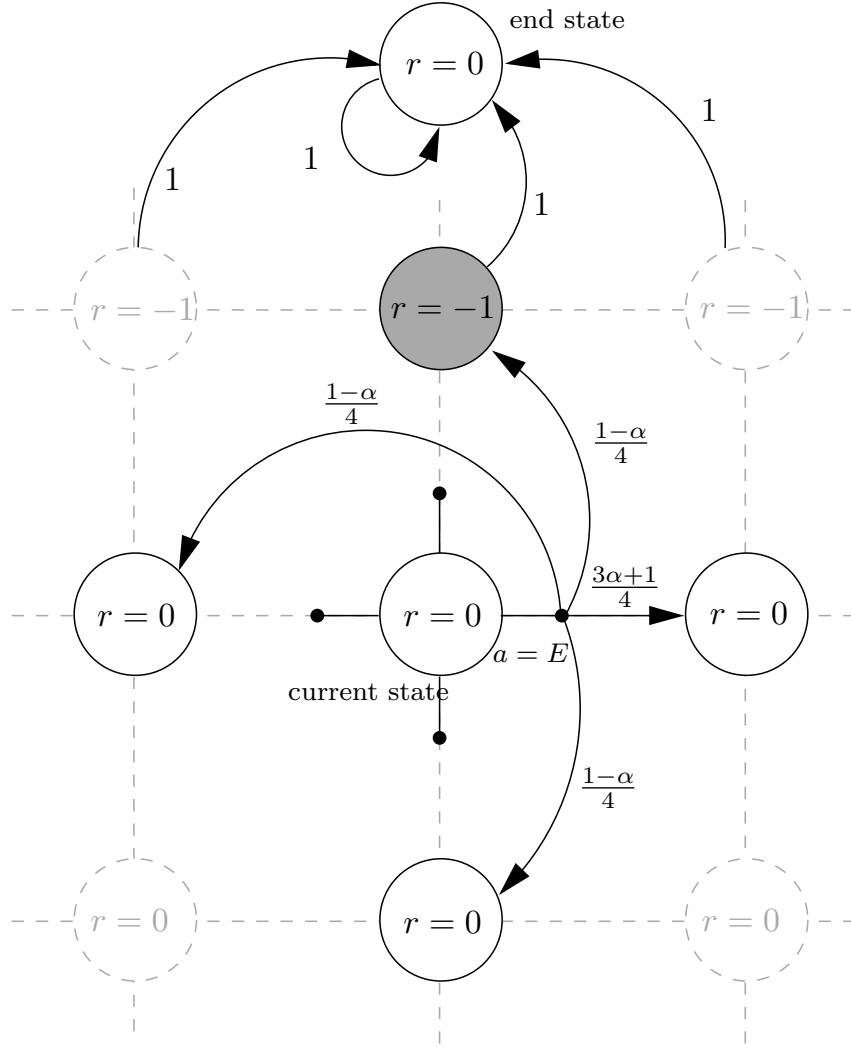 end state
r = 0
1
1
1
1
r = −1
r = −1
r = −1
1−α
4
1−α
4
3α+1
4
r = 0
r = 0
r = 0
a = E
current state
1−α
4
r = 0
r = 0
r = 0